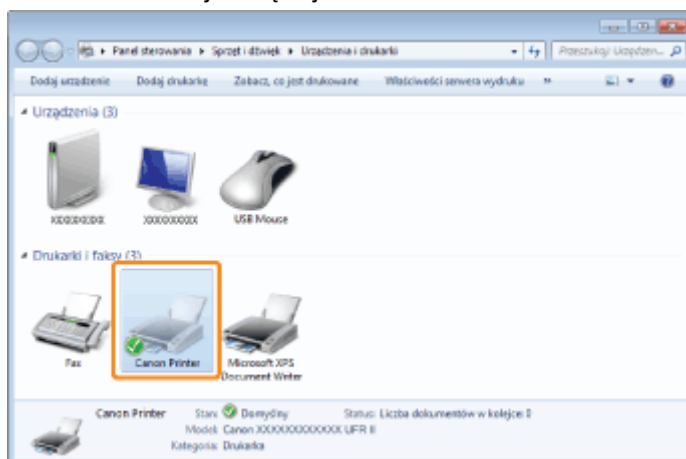 Panel sterowania ▸ Sprzęt i dźwięk ▸ Urządzenia i drukarki
Przeszukaj: Urządzen...
Dodaj urządzenie Dodaj drukarkę Zobacz, co jest drukowane Właściwości serwera wydruku »
Urządzenia (3)
XXXXXXXXX XXXXXXXXX USB Mouse
Drukarki i faksy (3)
Fax Canon Printer Microsoft XPS
Document Writer
Canon Printer Stan: Domyślny Status: Liczba dokumentów w kolejce: 0
Model: Canon XXXXXXXXXXXX UFR II
Kategoria: Drukarka